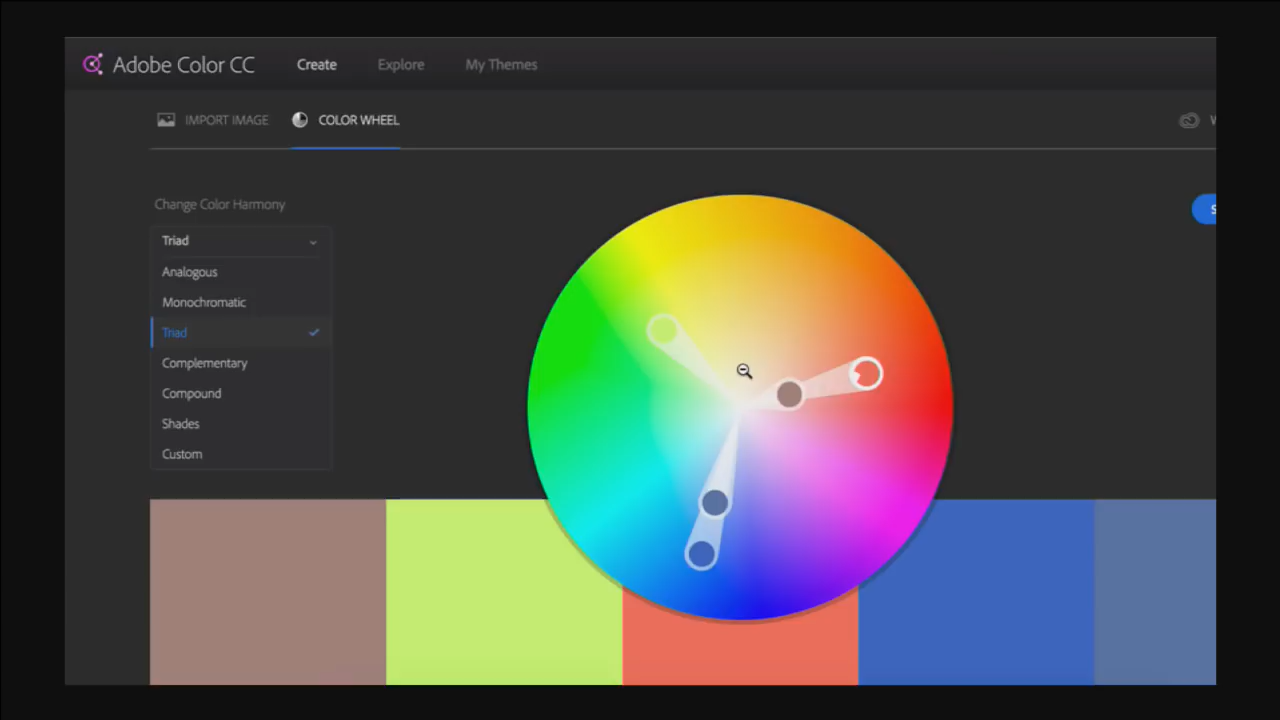 Adobe Color CC Create Explore My Themes
IMPORT IMAGE COLOR WHEEL
Change Color Harmony
Triad
Analogous
Monochromatic
Triad
Complementary
Compound
Shades
Custom